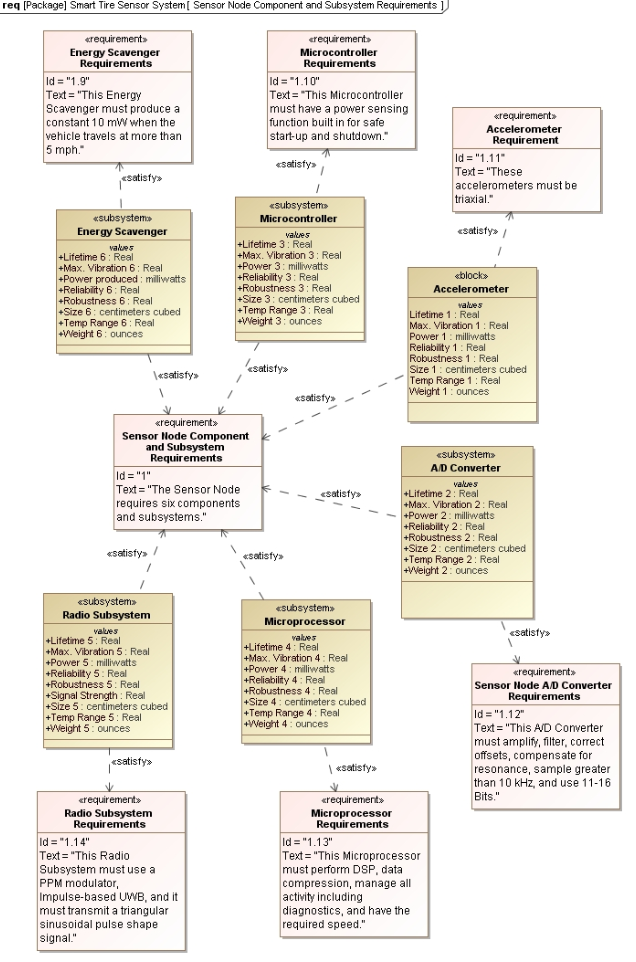 req [Package] Smart Tire Sensor System [ Sensor Node Component and Subsystem Requirements ]
«requirement»
Energy Scavenger
Requirements
Id = "1.9"
Text = "This Energy
Scavenger must produce a
constant 10 mW when the
vehicle travels at more than
5 mph."
«requirement»
Microcontroller
Requirements
Id = "1.10"
Text = "This Microcontroller
must have a power sensing
function built in for safe
start-up and shutdown."
«requirement»
Accelerometer
Requirement
Id = "1.11"
Text = "These
accelerometers must be
triaxial."
«satisfy»
«satisfy»
«satisfy»
«subsystem»
Energy Scavenger
values
+Lifetime 6 : Real
+Max. Vibration 6 : Real
+Power produced : milliwatts
+Reliability 6 : Real
+Robustness 6 : Real
+Size 6 : centimeters cubed
+Temp Range 6 : Real
+Weight 6 : ounces
«subsystem»
Microcontroller
values
+Lifetime 3 : Real
+Max. Vibration 3 : Real
+Power 3 : milliwatts
+Reliability 3 : Real
+Robustness 3 : Real
+Size 3 : centimeters cubed
+Temp Range 3 : Real
+Weight 3 : ounces
«block»
Accelerometer
values
Lifetime 1 : Real
Max. Vibration 1 : Real
Power 1 : milliwatts
Reliability 1 : Real
Robustness 1 : Real
Size 1 : centimeters cubed
Temp Range 1 : Real
Weight 1 : ounces
«satisfy»
«satisfy»
«satisfy»
«requirement»
Sensor Node Component
and Subsystem
Requirements
Id = "1"
Text = "The Sensor Node
requires six components
and subsystems."
«subsystem»
A/D Converter
values
+Lifetime 2 : Real
+Max. Vibration 2 : Real
+Power 2 : milliwatts
+Reliability 2 : Real
+Robustness 2 : Real
+Size 2 : centimeters cubed
+Temp Range 2 : Real
+Weight 2 : ounces
«satisfy»
«satisfy»
«satisfy»
«subsystem»
Radio Subsystem
values
+Lifetime 5 : Real
+Max. Vibration 5 : Real
+Power 5 : milliwatts
+Reliability 5 : Real
+Robustness 5 : Real
+Signal Strength : Real
+Size 5 : centimeters cubed
+Temp Range 5 : Real
+Weight 5 : ounces
«subsystem»
Microprocessor
values
+Lifetime 4 : Real
+Max. Vibration 4 : Real
+Power 4 : milliwatts
+Reliability 4 : Real
+Robustness 4 : Real
+Size 4 : centimeters cubed
+Temp Range 4 : Real
+Weight 4 : ounces
«satisfy»
«requirement»
Sensor Node A/D Converter
Requirements
Id = "1.12"
Text = "This A/D Converter
must amplify, filter, correct
offsets, compensate for
resonance, sample greater
than 10 kHz, and use 11-16
Bits."
«satisfy»
«satisfy»
«requirement»
Radio Subsystem
Requirements
Id = "1.14"
Text = "This Radio
Subsystem must use a
PPM modulator,
Impulse-based UWB, and it
must transmit a triangular
sinusoidal pulse shape
signal."
«requirement»
Microprocessor
Requirements
Id = "1.13"
Text = "This Microprocessor
must perform DSP, data
compression, manage all
activity including
diagnostics, and have the
required speed."